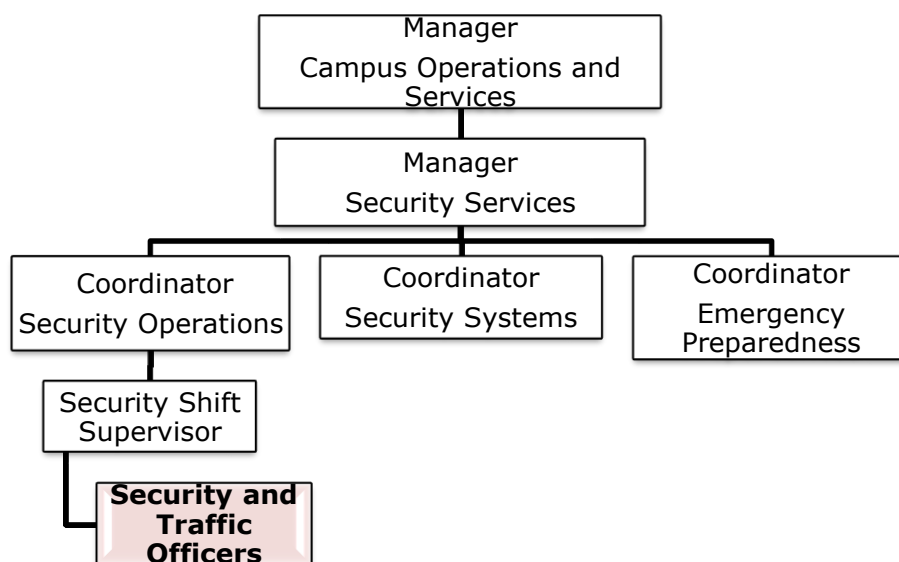 Manager
Campus Operations and
Services
Manager
Security Services
Coordinator
Security Operations
Coordinator
Security Systems
Coordinator
Emergency
Preparedness
Security Shift
Supervisor
Security and
Traffic
Officers